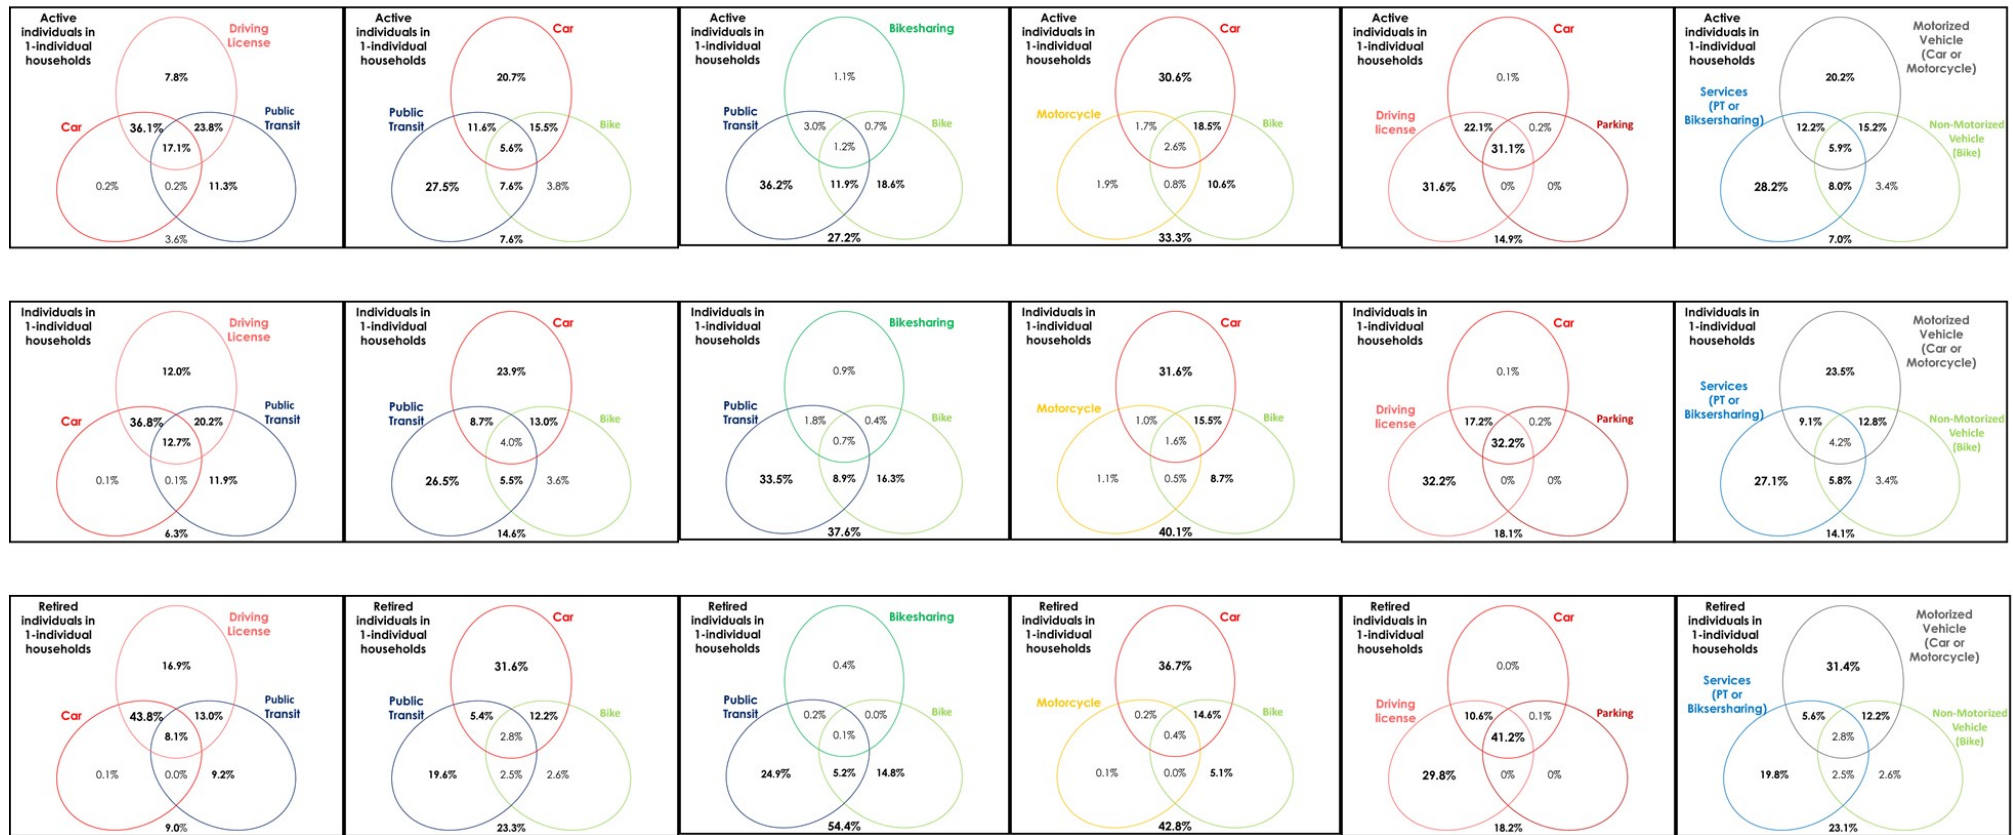 Active
individuals in
1-individual
households
Driving
License
7.8%
Car
Public
Transit
36.1%
23.8%
17.1%
0.2%
0.2%
11.3%
3.6%
Active
individuals in
1-individual
households
Car
20.7%
Public
Transit
Bike
11.6%
15.5%
5.6%
27.5%
7.6%
3.8%
7.6%
Active
individuals in
1-individual
households
Bikesharing
1.1%
Public
Transit
Bike
3.0%
0.7%
1.2%
36.2%
11.9%
18.6%
27.2%
Active
individuals in
1-individual
households
Car
30.6%
Motorcycle
Bike
1.7%
18.5%
2.6%
1.9%
0.8%
10.6%
33.3%
Active
individuals in
1-individual
households
Car
0.1%
Driving
license
Parking
22.1%
0.2%
31.1%
31.6%
0%
0%
14.9%
Active
individuals in
1-individual
households
Motorized
Vehicle
(Car or
Motorcycle)
20.2%
Services
(PT or
Biksersharing)
Non-Motorized
Vehicle
(Bike)
12.2%
15.2%
5.9%
28.2%
8.0%
3.4%
7.0%
Individuals in
1-individual
households
Driving
License
12.0%
Car
Public
Transit
36.8%
20.2%
12.7%
0.1%
0.1%
11.9%
6.3%
Individuals in
1-individual
households
Car
23.9%
Public
Transit
Bike
8.7%
13.0%
4.0%
26.5%
5.5%
3.6%
14.6%
Individuals in
1-individual
households
Bikesharing
0.9%
Public
Transit
Bike
1.8%
0.4%
0.7%
33.5%
8.9%
16.3%
37.6%
Individuals in
1-individual
households
Car
31.6%
Motorcycle
Bike
1.0%
15.5%
1.6%
1.1%
0.5%
8.7%
40.1%
Individuals in
1-individual
households
Car
0.1%
Driving
license
Parking
17.2%
0.2%
32.2%
32.2%
0%
0%
18.1%
Individuals in
1-individual
households
Motorized
Vehicle
(Car or
Motorcycle)
23.5%
Services
(PT or
Biksersharing)
Non-Motorized
Vehicle
(Bike)
9.1%
12.8%
4.2%
27.1%
5.8%
3.4%
14.1%
Retired
individuals in
1-individual
households
Driving
License
16.9%
Car
Public
Transit
43.8%
13.0%
8.1%
0.1%
0.0%
9.2%
9.0%
Retired
individuals in
1-individual
households
Car
31.6%
Public
Transit
Bike
5.4%
12.2%
2.8%
19.6%
2.5%
2.6%
23.3%
Retired
individuals in
1-individual
households
Bikesharing
0.4%
Public
Transit
Bike
0.2%
0.0%
0.1%
24.9%
5.2%
14.8%
54.4%
Retired
individuals in
1-individual
households
Car
36.7%
Motorcycle
Bike
0.2%
14.6%
0.4%
0.1%
0.0%
5.1%
42.8%
Retired
individuals in
1-individual
households
Car
0.0%
Driving
license
Parking
10.6%
0.1%
41.2%
29.8%
0%
0%
18.2%
Retired
individuals in
1-individual
households
Motorized
Vehicle
(Car or
Motorcycle)
31.4%
Services
(PT or
Biksersharing)
Non-Motorized
Vehicle
(Bike)
5.6%
12.2%
2.8%
19.8%
2.5%
2.6%
23.1%